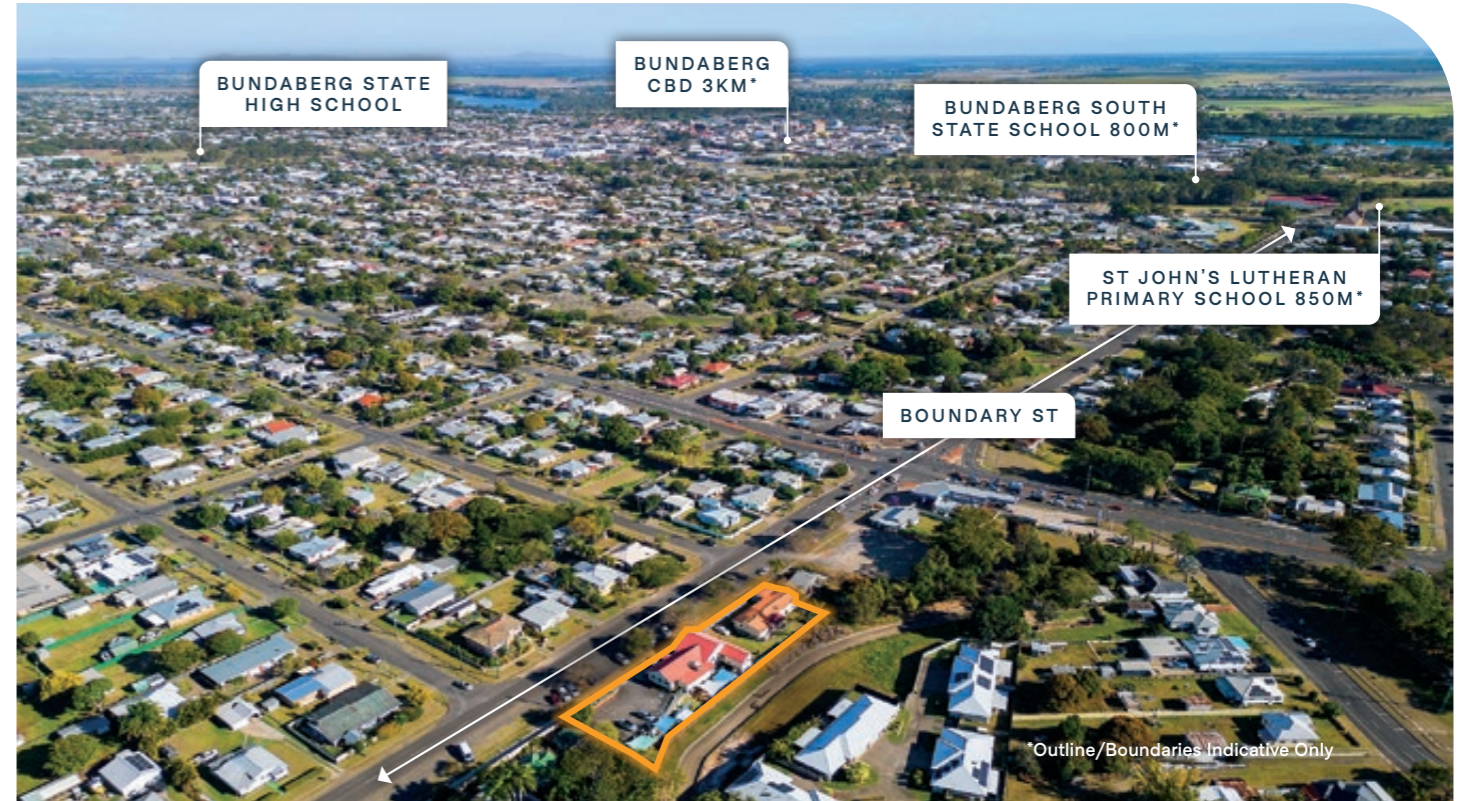 BUNDABERG STATE
HIGH SCHOOL
BUNDABERG
CBD 3KM*
BUNDABERG SOUTH
STATE SCHOOL 800M*
ST JOHN'S LUTHERAN
PRIMARY SCHOOL 850M*
BOUNDARY ST
*Outline/Boundaries Indicative Only